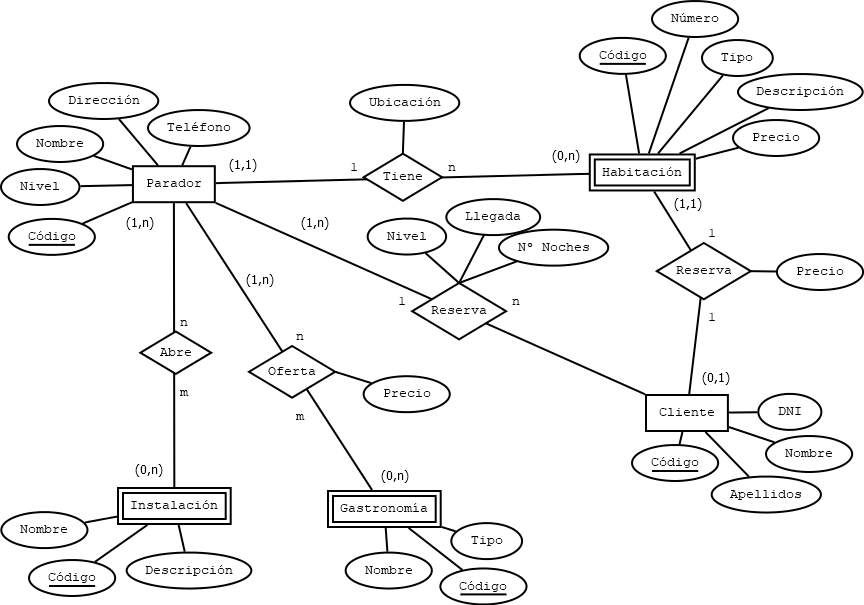 Número
Código
Tipo
Descripción
Precio
Dirección
Ubicación
Teléfono
Nombre
(1,1)
1
n
(0,n)
Habitación
Nivel
Parador
Tiene
Código
(1,n)
(1,n)
Llegada
(1,1)
Nivel
Nº Noches
1
Reserva
Precio
(1,n)
1
Reserva
n
1
n
n
Abre
Oferta
Precio
m
m
(0,1)
Cliente
DNI
Nombre
Código
Apellidos
(0,n)
(0,n)
Instalación
Gastronomía
Nombre
Tipo
Código
Descripción
Nombre
Código